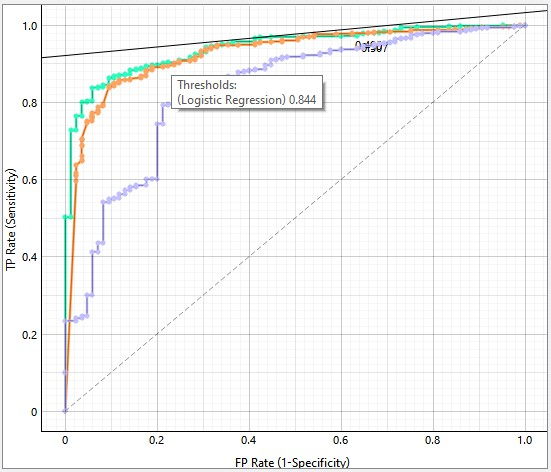 1.0
0.8
0.6
0.4
0.2
0
TP Rate (Sensitivity)
Thresholds:
(Logistic Regression) 0.844
0 0.2 0.4 0.6 0.8 1.0
FP Rate (1-Specificity)